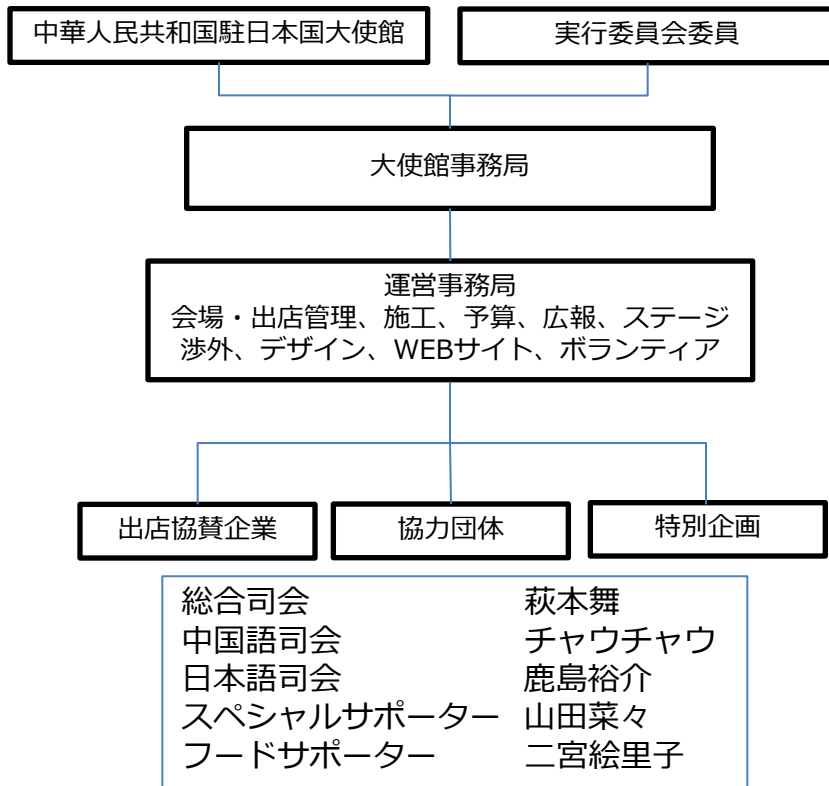 中華人民共和国駐日本国大使館
実行委員会委員
大使館事務局
運営事務局
会場・出店管理、施工、予算、広報、ステージ
渉外、デザイン、WEBサイト、ボランティア
出店協賛企業
協力団体
特別企画
総合司会 萩本舞
中国語司会 チャウチャウ
日本語司会 鹿島裕介
スペシャルサポーター 山田菜々
フードサポーター 二宮絵里子